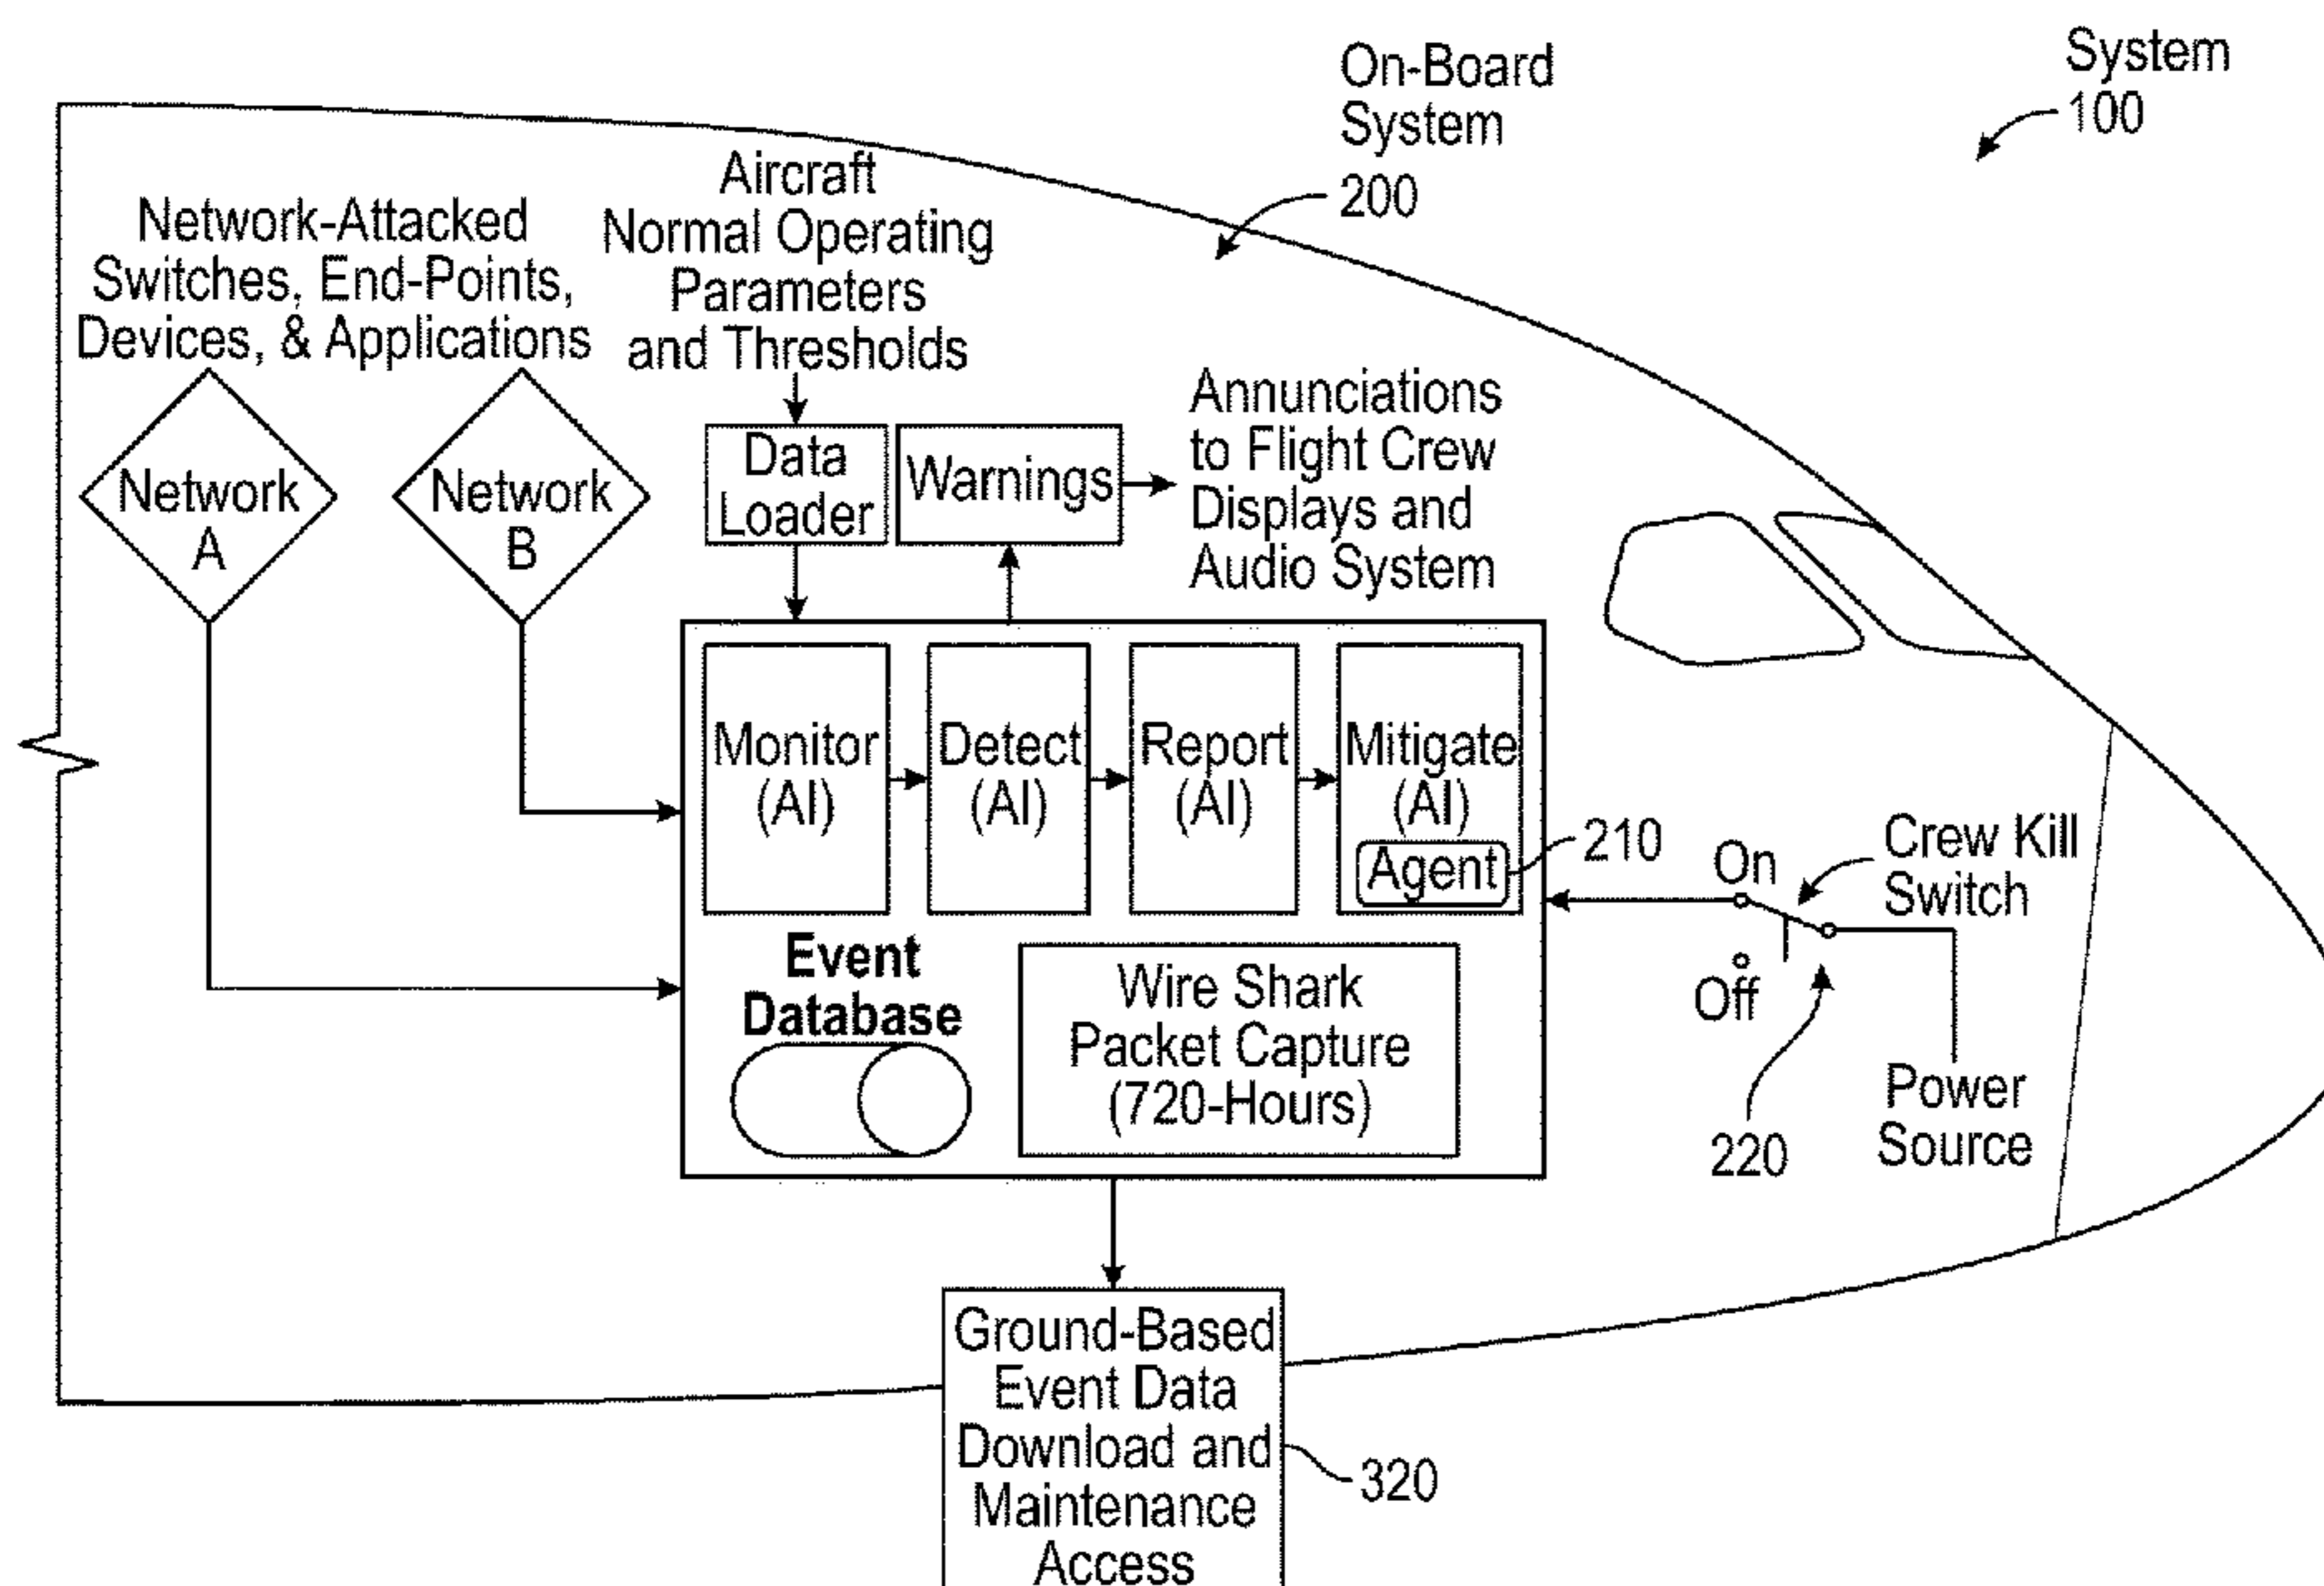 System
100
On-Board
System
200
Network-Attacked
Switches, End-Points,
Devices, & Applications
Aircraft
Normal Operating
Parameters
and Thresholds
Network
A
Network
B
Data
Loader
Warnings
Annunciations
to Flight Crew
Displays and
Audio System
Monitor
(AI)
Detect
(AI)
Report
(AI)
Mitigate
(AI)
Agent
210
On
Off
Crew Kill
Switch
220
Power
Source
Event
Database
Wire Shark
Packet Capture
(720-Hours)
Ground-Based
Event Data
Download and
Maintenance
Access
320